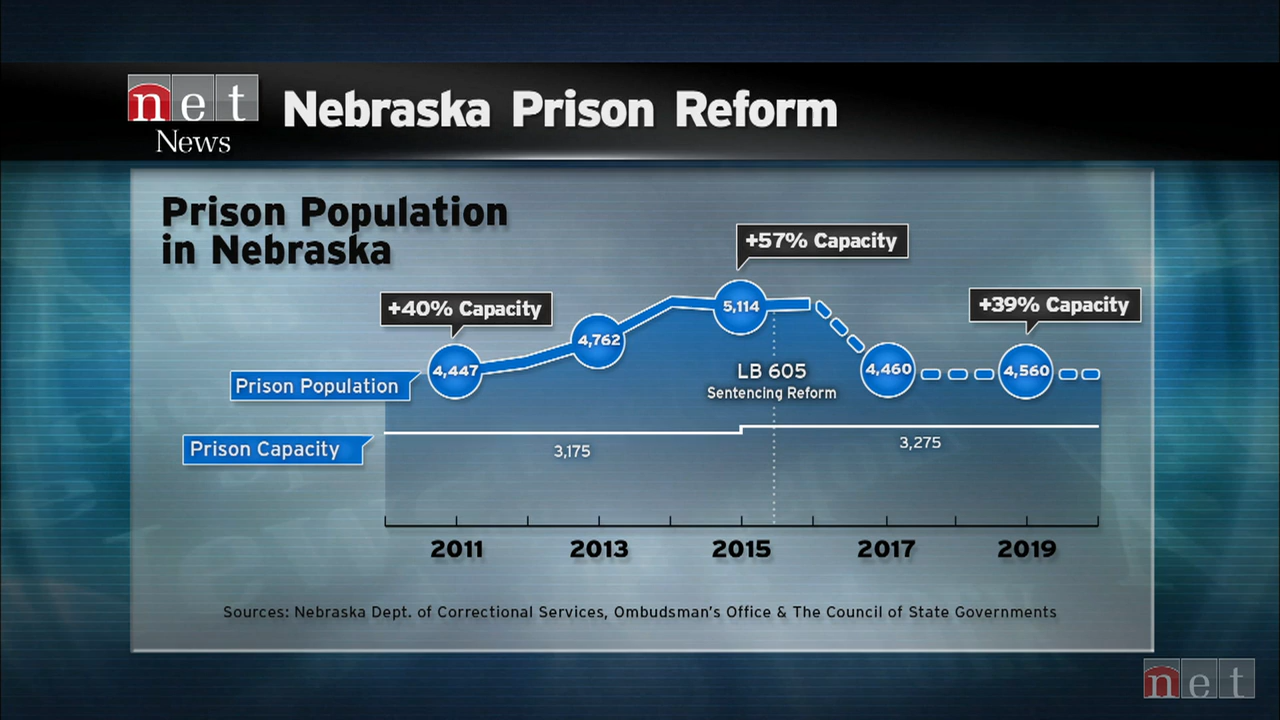 net
News
Nebraska Prison Reform
Prison Population
in Nebraska
+57% Capacity
+40% Capacity
+39% Capacity
5,114
4,762
4,447
4,460
4,560
LB 605
Sentencing Reform
Prison Population
Prison Capacity
3,175
3,275
2011
2013
2015
2017
2019
Sources: Nebraska Dept. of Correctional Services, Ombudsman's Office & The Council of State Governments
net